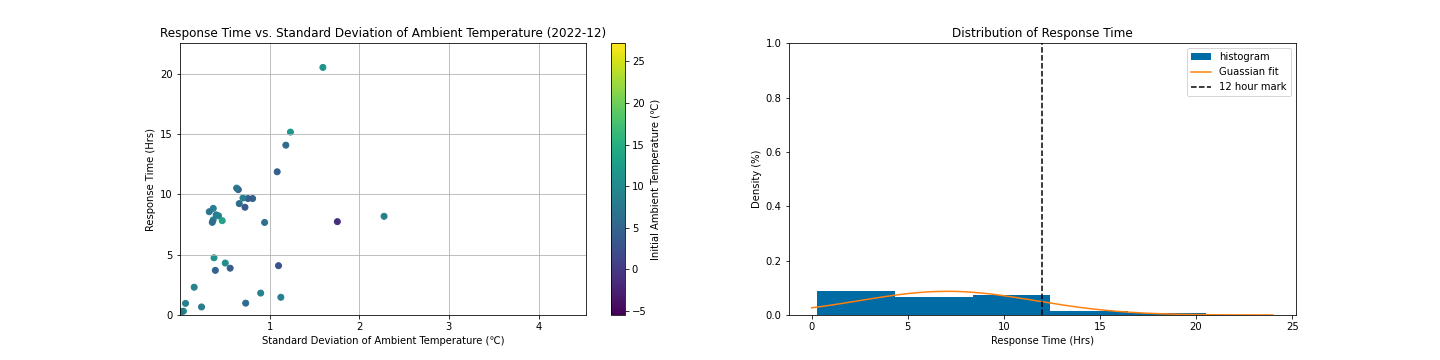 Response Time vs. Standard Deviation of Ambient Temperature (2022-12)
Response Time (Hrs)
20
15
10
5
0
1
2
3
4
Standard Deviation of Ambient Temperature (℃)
25
20
15
10
5
0
−5
Initial Ambient Temperature (℃)
Distribution of Response Time
Density (%)
1.0
0.8
0.6
0.4
0.2
0.0
0
5
10
15
20
25
Response Time (Hrs)
histogram
Guassian fit
12 hour mark